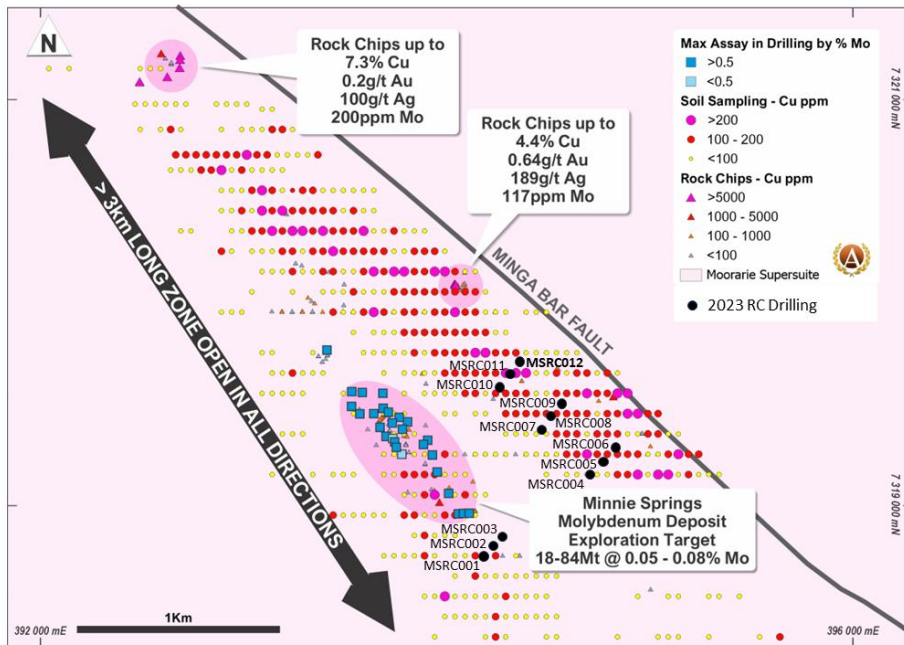 N
Rock Chips up to
7.3% Cu
0.2g/t Au
100g/t Ag
200ppm Mo
Rock Chips up to
4.4% Cu
0.64g/t Au
189g/t Ag
117ppm Mo
Max Assay in Drilling by % Mo
>0.5
<0.5
Soil Sampling - Cu ppm
>200
100 - 200
<100
Rock Chips - Cu ppm
>5000
1000 - 5000
100 - 1000
<100
Moorarie Supersuite
A
2023 RC Drilling
7 321 000 mN
> 3km LONG ZONE OPEN IN ALL DIRECTIONS
MINGA BAR FAULT
MSRC012
MSRC011
MSRC010
MSRC009
MSRC008
MSRC007
MSRC006
MSRC005
MSRC004
MSRC003
MSRC002
MSRC001
Minnie Springs
Molybdenum Deposit
Exploration Target
18-84Mt @ 0.05 - 0.08% Mo
7 319 000 mN
1Km
392 000 mE
396 000 mE